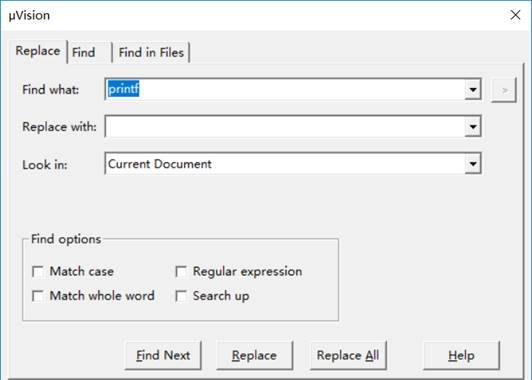 µVision
Replace Find Find in Files
Find what: printf >
Replace with:
Look in: Current Document
Find options
Match case Regular expression
Match whole word Search up
Find Next Replace Replace All Help